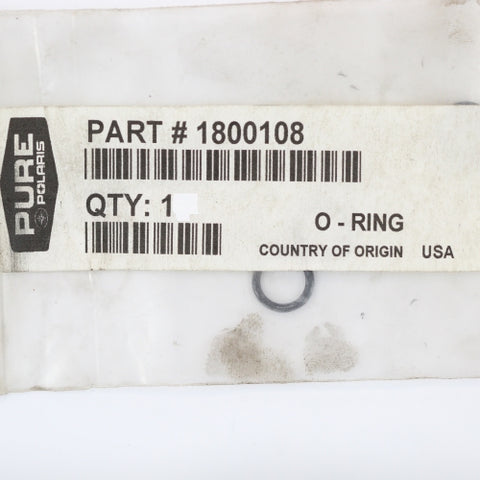 PURE
POLARIS
PART # 1800108
QTY: 1
O - RING
COUNTRY OF ORIGIN USA